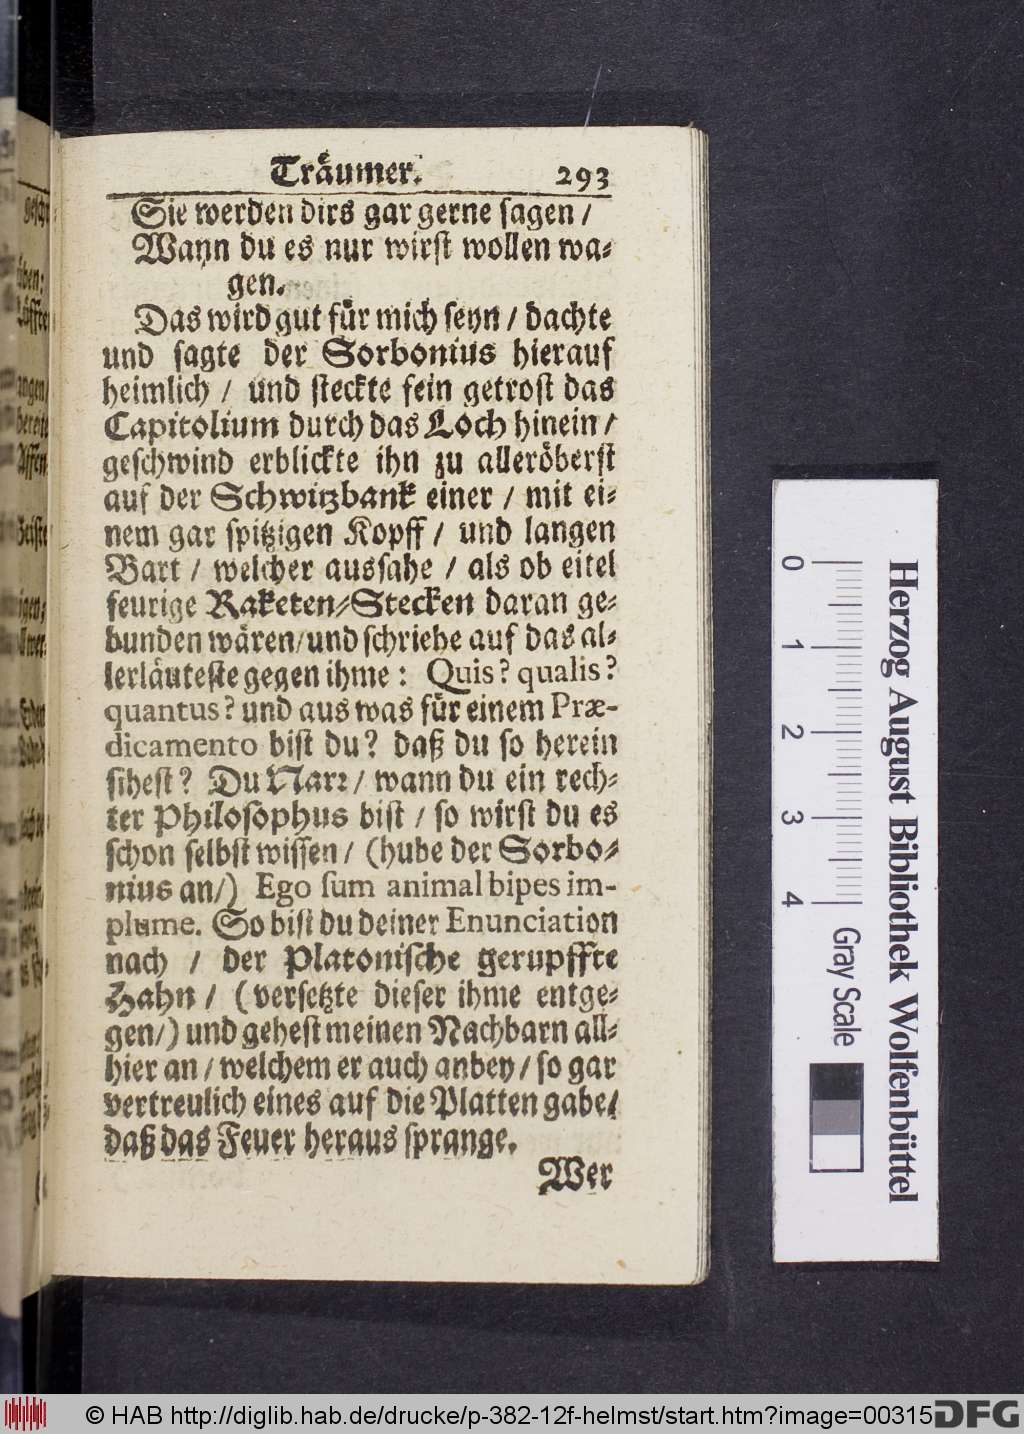 Träumer. 293
Sie werden dirs gar gerne ſagen /
Wann du es nur wirſt wollen wa⸗
gen.
Das wird gut für mich ſeyn / dachte
und ſagte der Sorbonius hierauf
heimlich / und ſteckte fein getroſt das
Capitolium durch das Loch hinein /
geſchwind erblickte ihn zu alleröberſt
auf der Schwitzbank einer / mit ei⸗
nem gar ſpitzigen Kopff / und langen
Bart / welcher ausſahe / als ob eitel
feurige Raketen⸗Stecken daran ge⸗
bunden wären / und ſchriehe auf das al⸗
lerläuteſte gegen ihme : Quis? qualis?
quantus? und aus was für einem Præ-
dicamento biſt du? daß du ſo herein
ſiheſt? Du Narr / wann du ein rech⸗
ter Philoſophus biſt / ſo wirſt du es
ſchon ſelbſt wiſſen / (hube der Sorbo⸗
nius an /) Ego ſum animal bipes im-
plume. So biſt du deiner Enunciation
nach / der Platoniſche gerupffte
Hahn / (verſetzte dieſer ihme entge⸗
gen /) und geheſt meinen Nachbarn all⸗
hier an / welchem er auch anbey / ſo gar
vertreulich eines auf die Platten gabe /
daß das Feuer heraus ſprange.
Wer
0 1 2 3 4 Gray Scale
Herzog August Bibliothek Wolfenbüttel
© HAB http://diglib.hab.de/drucke/p-382-12f-helmst/start.htm?image=00315 DFG